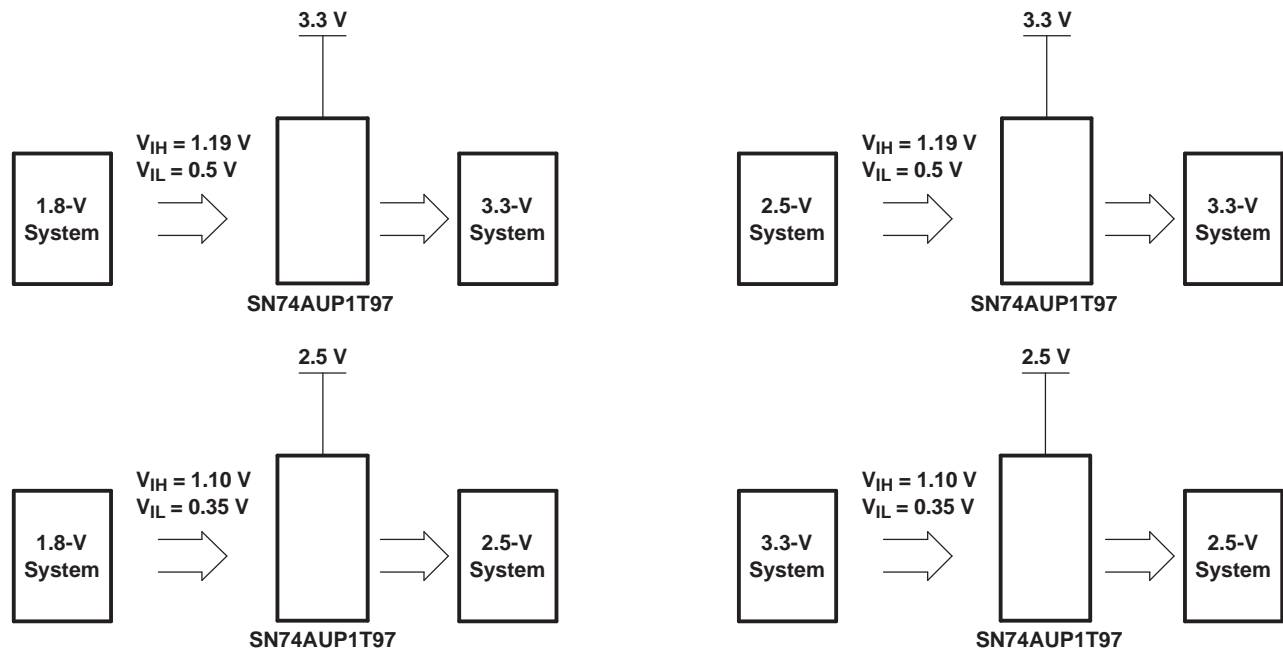 3.3 V
V_IH = 1.19 V
V_IL = 0.5 V
1.8-V
System
3.3-V
System
SN74AUP1T97
3.3 V
V_IH = 1.19 V
V_IL = 0.5 V
2.5-V
System
3.3-V
System
SN74AUP1T97
2.5 V
V_IH = 1.10 V
V_IL = 0.35 V
1.8-V
System
2.5-V
System
SN74AUP1T97
2.5 V
V_IH = 1.10 V
V_IL = 0.35 V
3.3-V
System
2.5-V
System
SN74AUP1T97